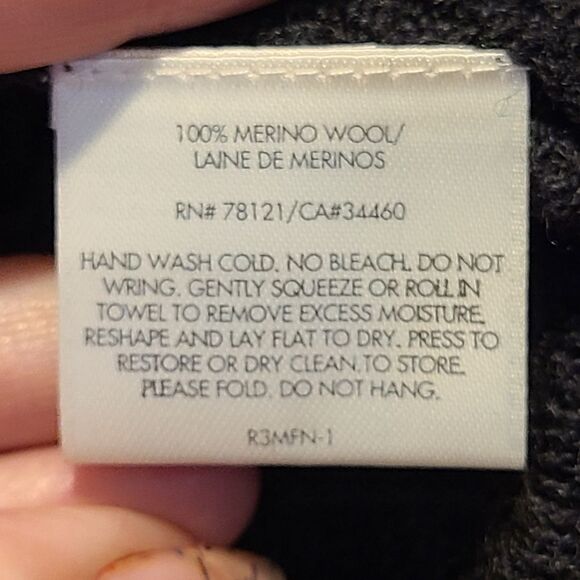 100% MERINO WOOL/
LAINE DE MERINOS
RN# 78121/CA#34460
HAND WASH COLD. NO BLEACH. DO NOT
WRING. GENTLY SQUEEZE OR ROLL IN
TOWEL TO REMOVE EXCESS MOISTURE.
RESHAPE AND LAY FLAT TO DRY. PRESS TO
RESTORE OR DRY CLEAN. TO STORE,
PLEASE FOLD. DO NOT HANG.
R3MFN-1